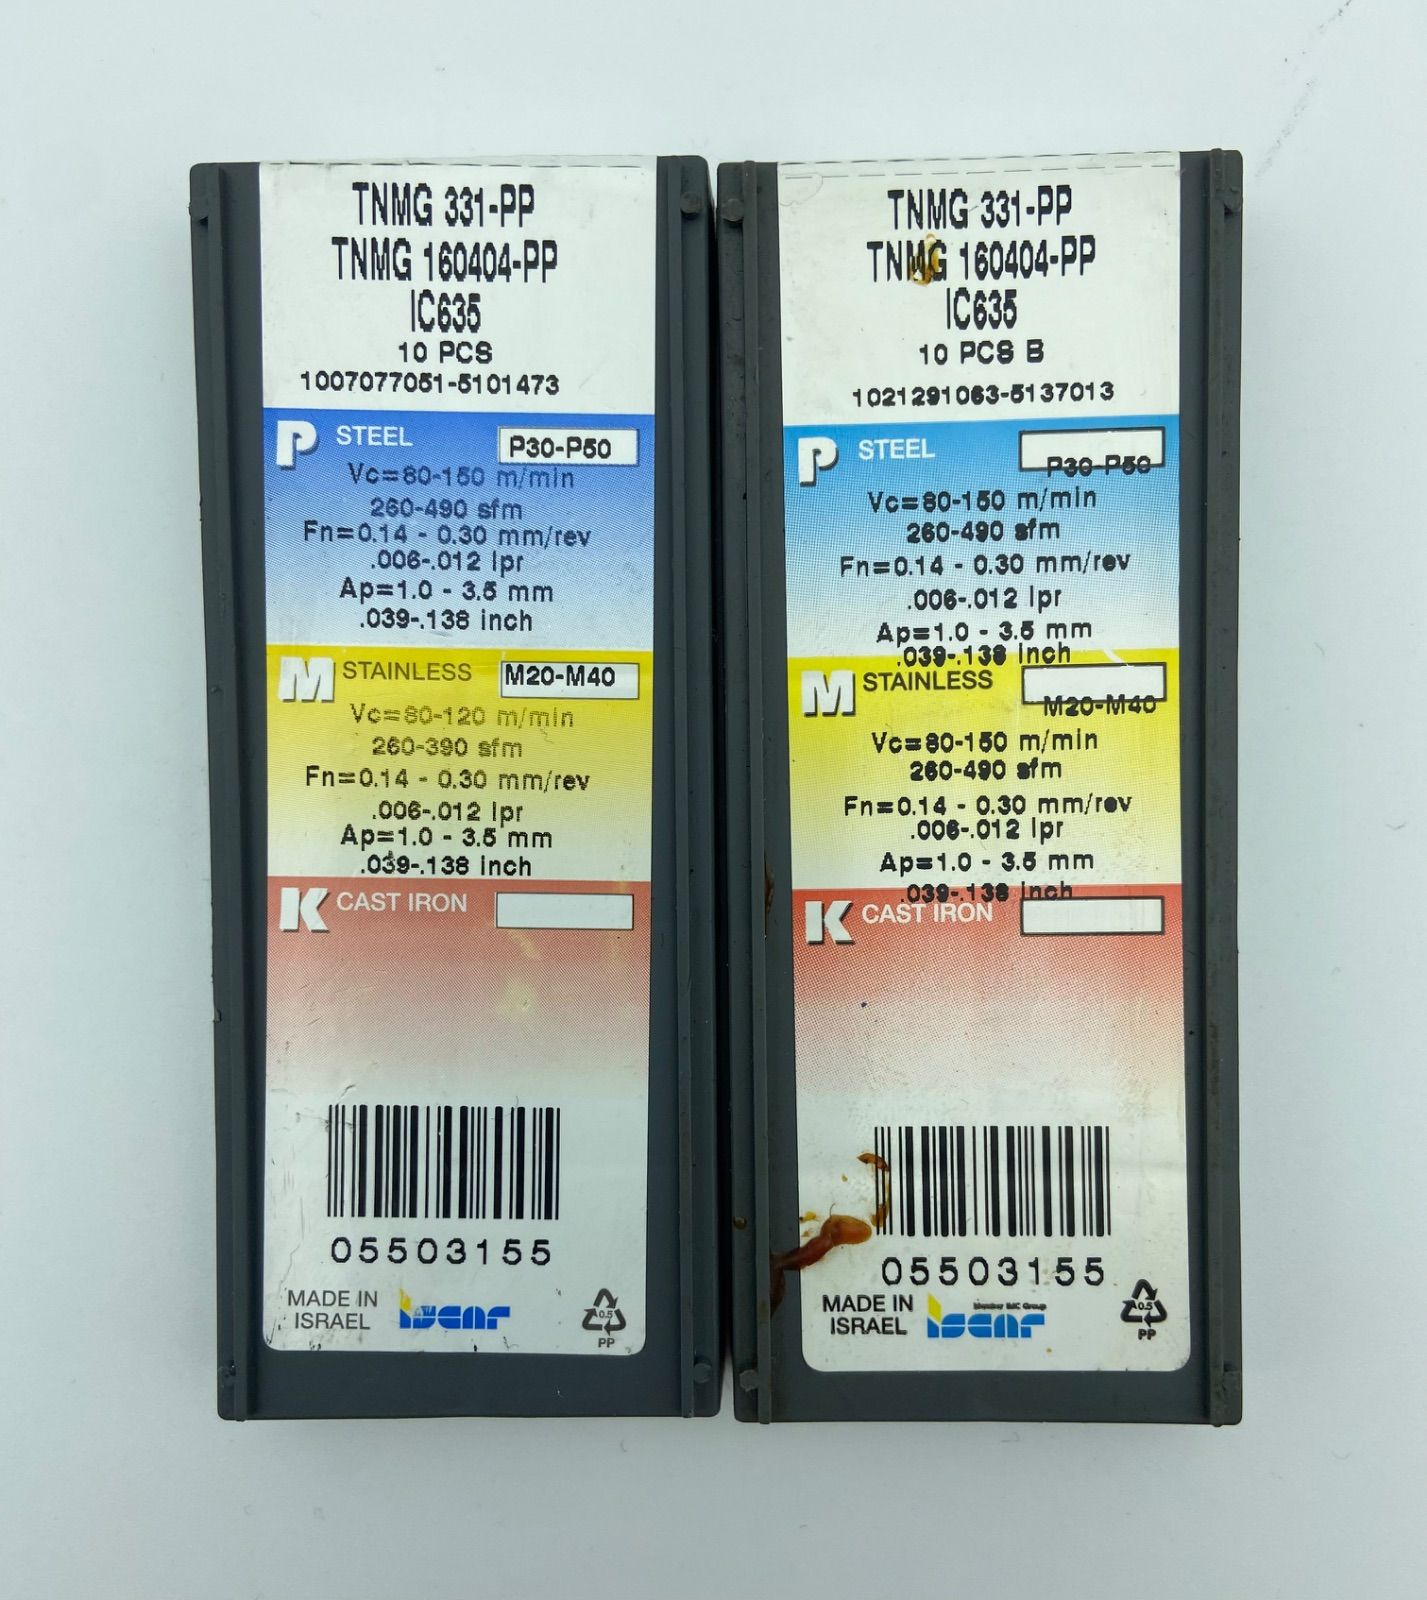 TNMG 331-PP
TNMG 160404-PP
IC635
10 PCS
1007077051-5101473
P STEEL P30-P50
Vc=80-150 m/min
260-490 sfm
Fn=0.14 - 0.30 mm/rev
.006-.012 Ipr
Ap=1.0 - 3.5 mm
.039-.138 inch
M STAINLESS M20-M40
Vc=80-120 m/min
260-390 sfm
Fn=0.14 - 0.30 mm/rev
.006-.012 Ipr
Ap=1.0 - 3.5 mm
.039-.138 inch
K CAST IRON
05503155
MADE IN
ISRAEL
iscar
A0.5
PP
TNMG 331-PP
TNMG 160404-PP
IC635
10 PCS B
1021291063-5137013
P STEEL
P30-P50
Vc=80-150 m/min
260-490 sfm
Fn=0.14 - 0.30 mm/rev
.006-.012 Ipr
Ap=1.0 - 3.5 mm
.039-.138 inch
M STAINLESS
M20-M40
Vc=80-150 m/min
260-490 sfm
Fn=0.14 - 0.30 mm/rev
.006-.012 Ipr
Ap=1.0 - 3.5 mm
.039-.138 inch
K CAST IRON
05503155
MADE IN
ISRAEL
Member IMC Group
iscar
A0.5
PP